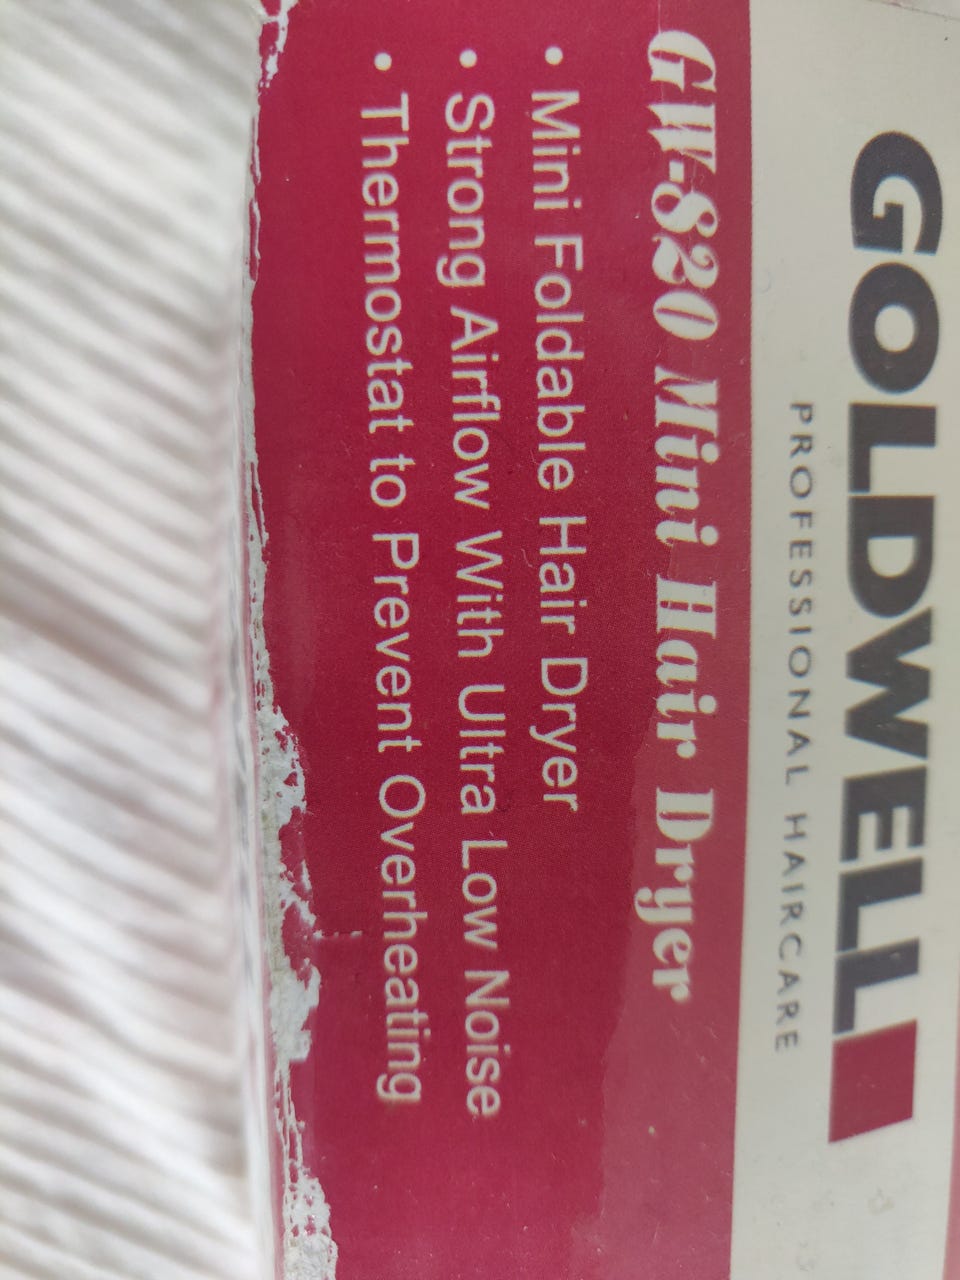 GOLDWELL
PROFESSIONAL HAIRCARE
GW-820 Mini Hair Dryer
• Mini Foldable Hair Dryer
• Strong Airflow With Ultra Low Noise
• Thermostat to Prevent Overheating